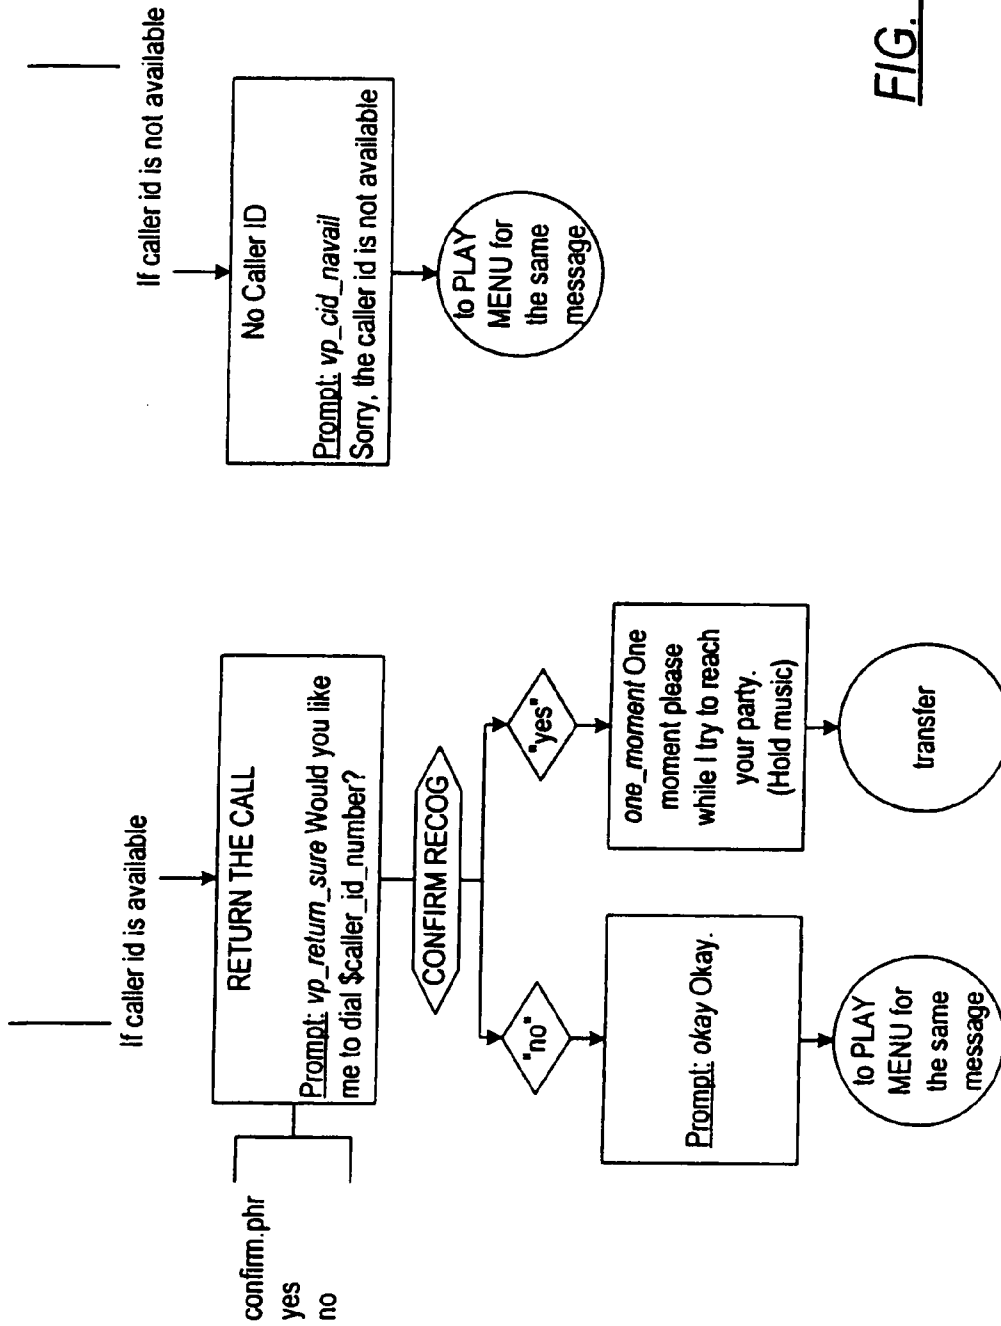 If caller id is available
RETURN THE CALL
Prompt: vp_return_sure Would you like
me to dial $caller_id_number?
confirm.phr
yes
no
CONFIRM RECOG
"no"
"yes"
Prompt: okay Okay.
to PLAY
MENU for
the same
message
one_moment One
moment please
while I try to reach
your party.
(Hold music)
transfer
If caller id is not available
No Caller ID
Prompt: vp_cid_navail
Sorry, the caller id is not available
to PLAY
MENU for
the same
message
FIG.